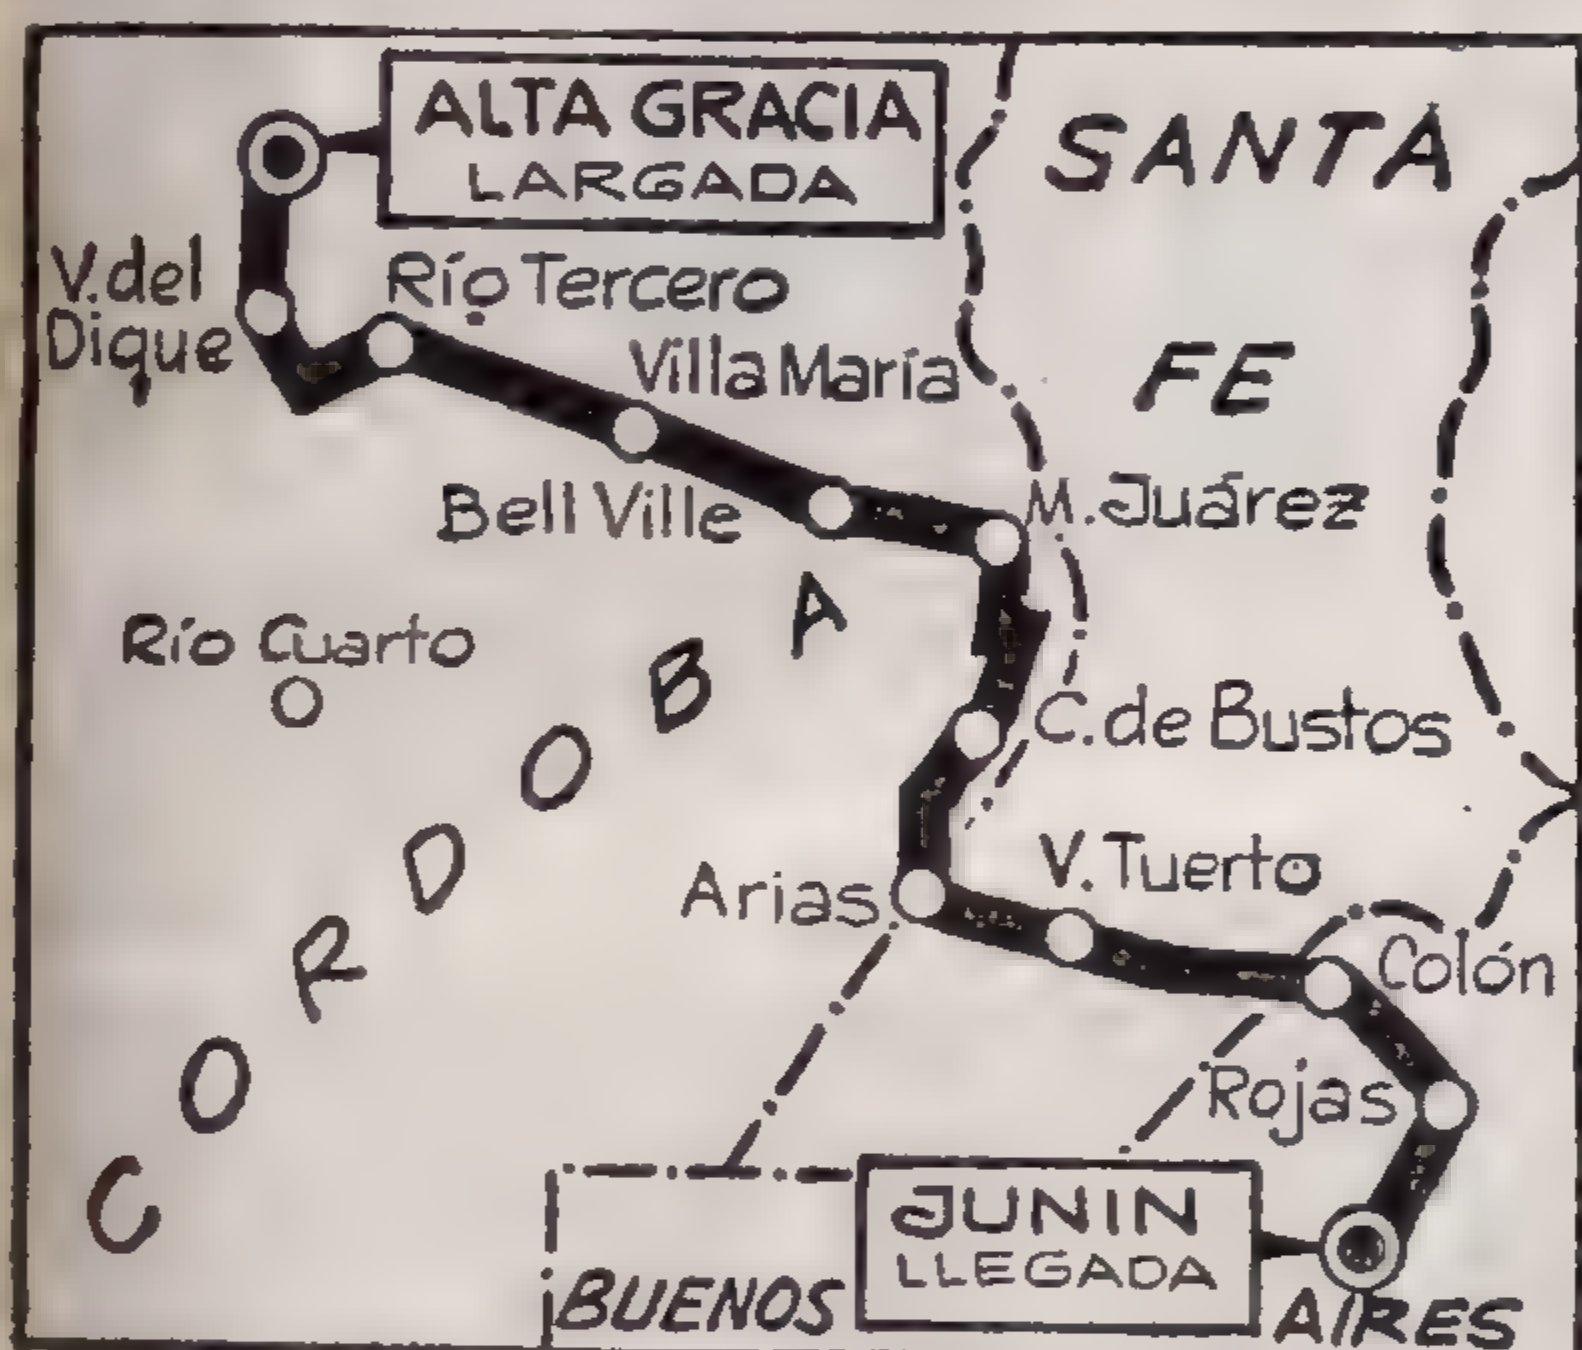 ALTA GRACIA
LARGADA
SANTA
FE
V. del
Dique
Río Tercero
Villa María
Bell Ville
M. Juárez
Río Cuarto
C. de Bustos
CORDOBA
Arias
V. Tuerto
Colón
Rojas
JUNIN
LLEGADA
BUENOS AIRES